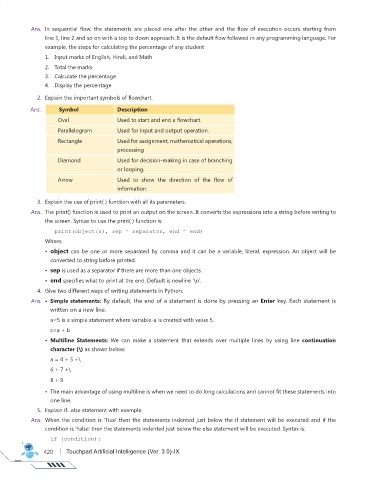 Ans. In sequential flow, the statements are placed one after the other and the flow of execution occurs starting from
line 1, line 2 and so on with a top to down approach. It is the default flow followed in any programming language. For
example, the steps for calculating the percentage of any student
1. Input marks of English, Hindi, and Math
2. Total the marks
3. Calculate the percentage
4. Display the percentage
2. Explain the important symbols of flowchart.
Ans. Symbol Description
Oval Used to start and end a flowchart.
Parallelogram Used for input and output operation.
Rectangle Used for assignment, mathematical operations,
processing
Diamond Used for decision-making in case of branching
or looping.
Arrow Used to show the direction of the flow of
information.
3. Explain the use of print( ) function with all its parameters.
Ans. The print() function is used to print an output on the screen. It converts the expressions into a string before writing to
the screen. Syntax to use the print( ) function is:
print(object(s), sep = separator, end = end)
Where,
• object can be one or more separated by comma and it can be a variable, literal, expression. An object will be
converted to string before printed.
• sep is used as a separator if there are more than one objects.
• end specifies what to print at the end. Default is newline '\n'.
4. Give two different ways of writing statements in Python.
Ans. • Simple statements: By default, the end of a statement is done by pressing an Enter key. Each statement is
written on a new line.
a=5 is a simple statement where variable-a is created with value 5.
c=a + b
• Multiline Statements: We can make a statement that extends over multiple lines by using line continuation
character (\) as shown below:
a = 4 + 5 +\
6 + 7 +\
8 + 9
• The main advantage of using multiline is when we need to do long calculations and cannot fit these statements into
one line.
5. Explain if...else statement with example.
Ans. When the condition is 'True' then the statements indented just below the if statement will be executed and if the
condition is 'False' then the statements indented just below the else statement will be executed. Syntax is:
if (condition):
420 | Touchpad Artificial Intelligence (Ver. 3.0)-IX